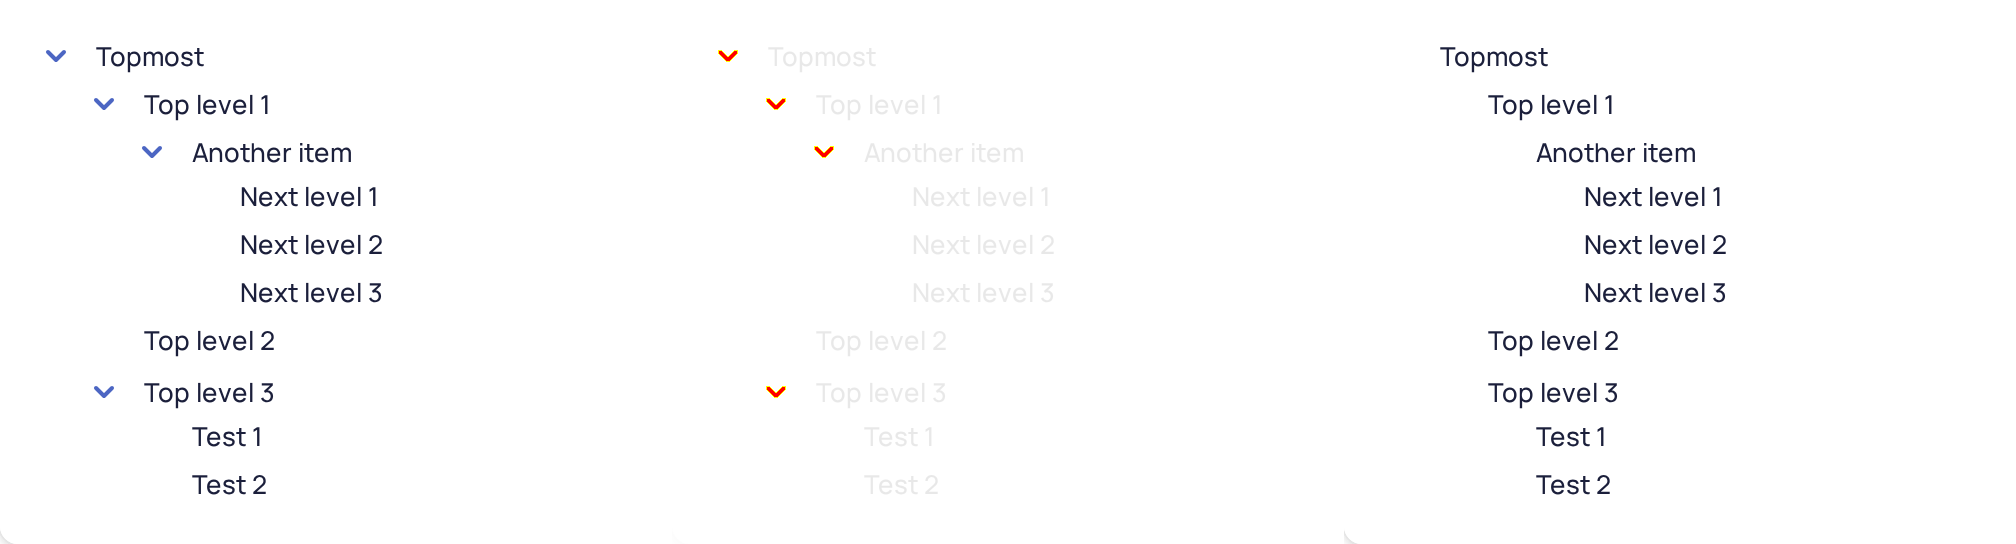 Topmost
Top level 1
Another item
Next level 1
Next level 2
Next level 3
Top level 2
Top level 3
Test 1
Test 2
Topmost
Top level 1
Another item
Next level 1
Next level 2
Next level 3
Top level 2
Top level 3
Test 1
Test 2
Topmost
Top level 1
Another item
Next level 1
Next level 2
Next level 3
Top level 2
Top level 3
Test 1
Test 2